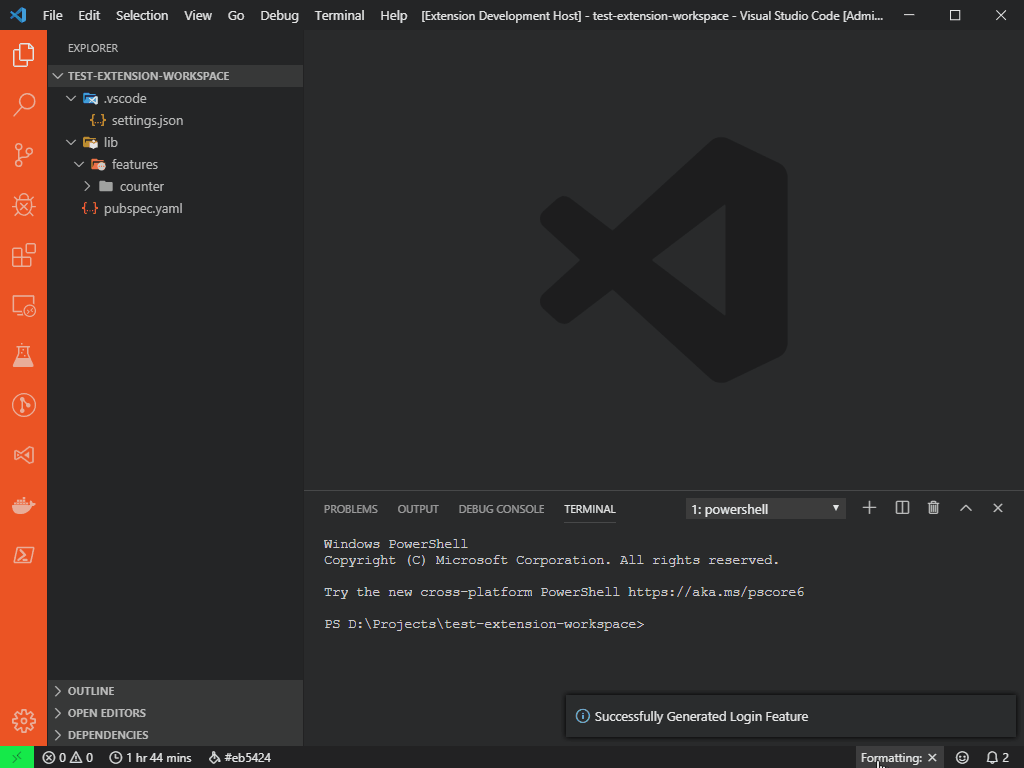 File Edit Selection View Go Debug Terminal Help [Extension Development Host] - test-extension-workspace - Visual Studio Code [Admi...
EXPLORER
TEST-EXTENSION-WORKSPACE
.vscode
{..} settings.json
lib
features
counter
{..} pubspec.yaml
PROBLEMS OUTPUT DEBUG CONSOLE TERMINAL 1: powershell
Windows PowerShell
Copyright (C) Microsoft Corporation. All rights reserved.
Try the new cross-platform PowerShell https://aka.ms/pscore6
PS D:\Projects\test-extension-workspace>
OUTLINE
OPEN EDITORS
DEPENDENCIES
Successfully Generated Login Feature
0 0 1 hr 44 mins #eb5424 Formatting: ✕ 2